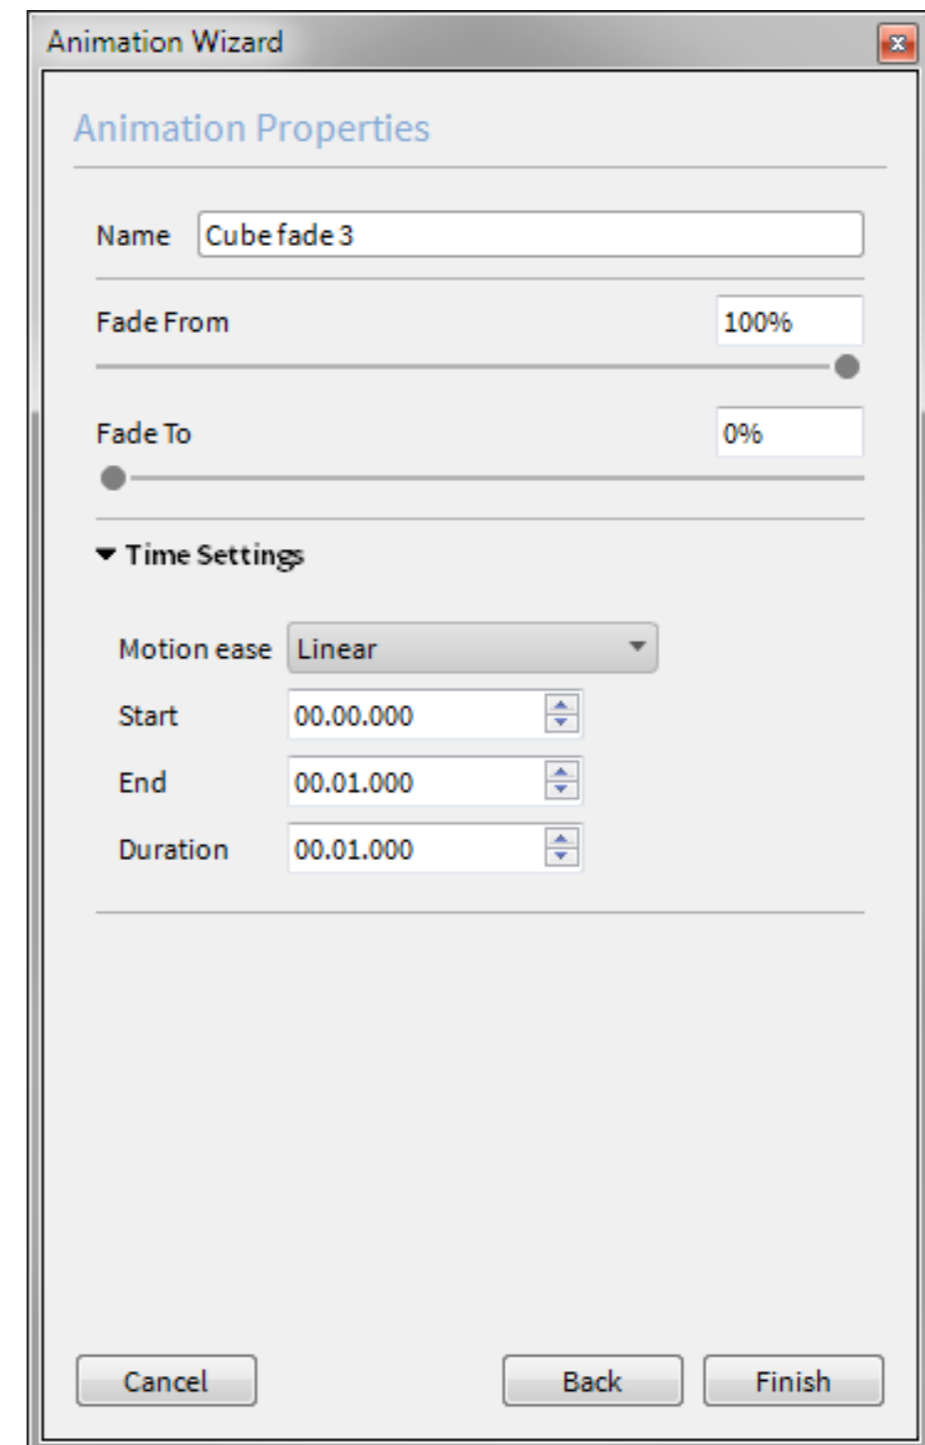 Animation Wizard
Animation Properties
Name Cube fade 3
Fade From 100%
Fade To 0%
Time Settings
Motion ease Linear
Start 00.00.000
End 00.01.000
Duration 00.01.000
Cancel Back Finish